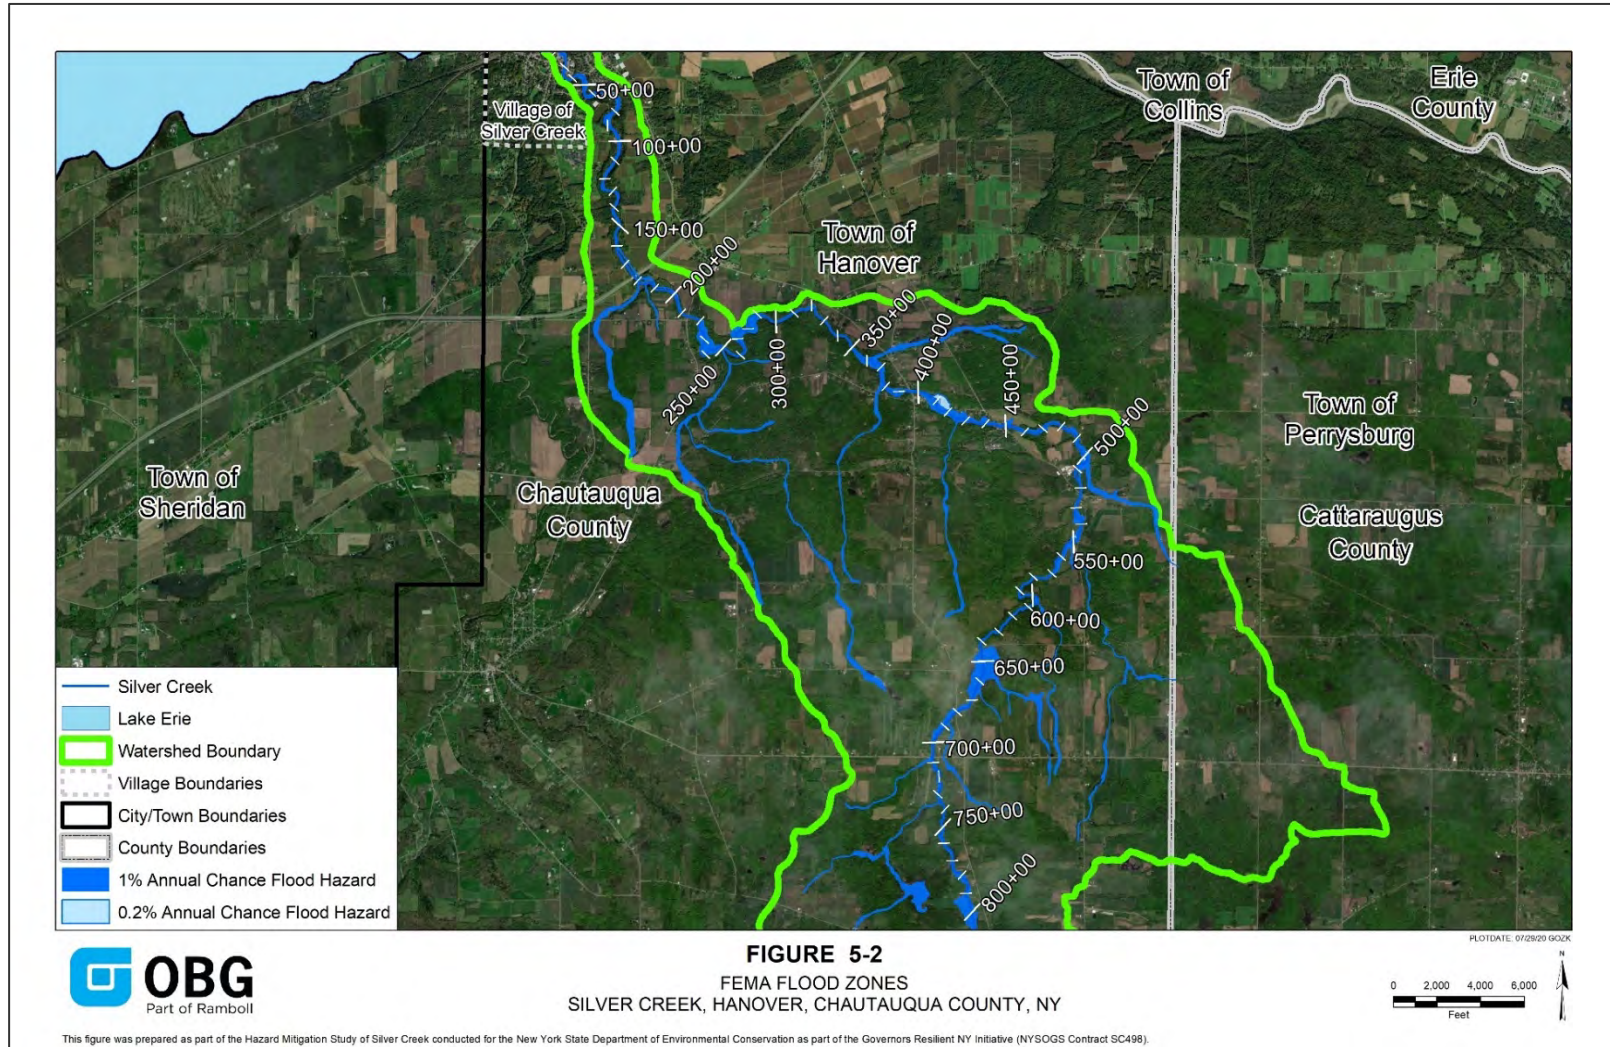 50+00
Village of
Silver Creek
100+00
150+00
200+00
250+00
300+00
350+00
400+00
450+00
500+00
550+00
600+00
650+00
700+00
750+00
800+00
Town of
Collins
Erie
County
Town of
Hanover
Town of
Perrysburg
Town of
Sheridan
Chautauqua
County
Cattaraugus
County
Silver Creek
Lake Erie
Watershed Boundary
Village Boundaries
City/Town Boundaries
County Boundaries
1% Annual Chance Flood Hazard
0.2% Annual Chance Flood Hazard
PLOTDATE: 07/29/20 GOZK
OBG
Part of Ramboll
FIGURE 5-2
FEMA FLOOD ZONES
SILVER CREEK, HANOVER, CHAUTAUQUA COUNTY, NY
N
0 2,000 4,000 6,000
Feet
This figure was prepared as part of the Hazard Mitigation Study of Silver Creek conducted for the New York State Department of Environmental Conservation as part of the Governors Resilient NY Initiative (NYSOGS Contract SC498).